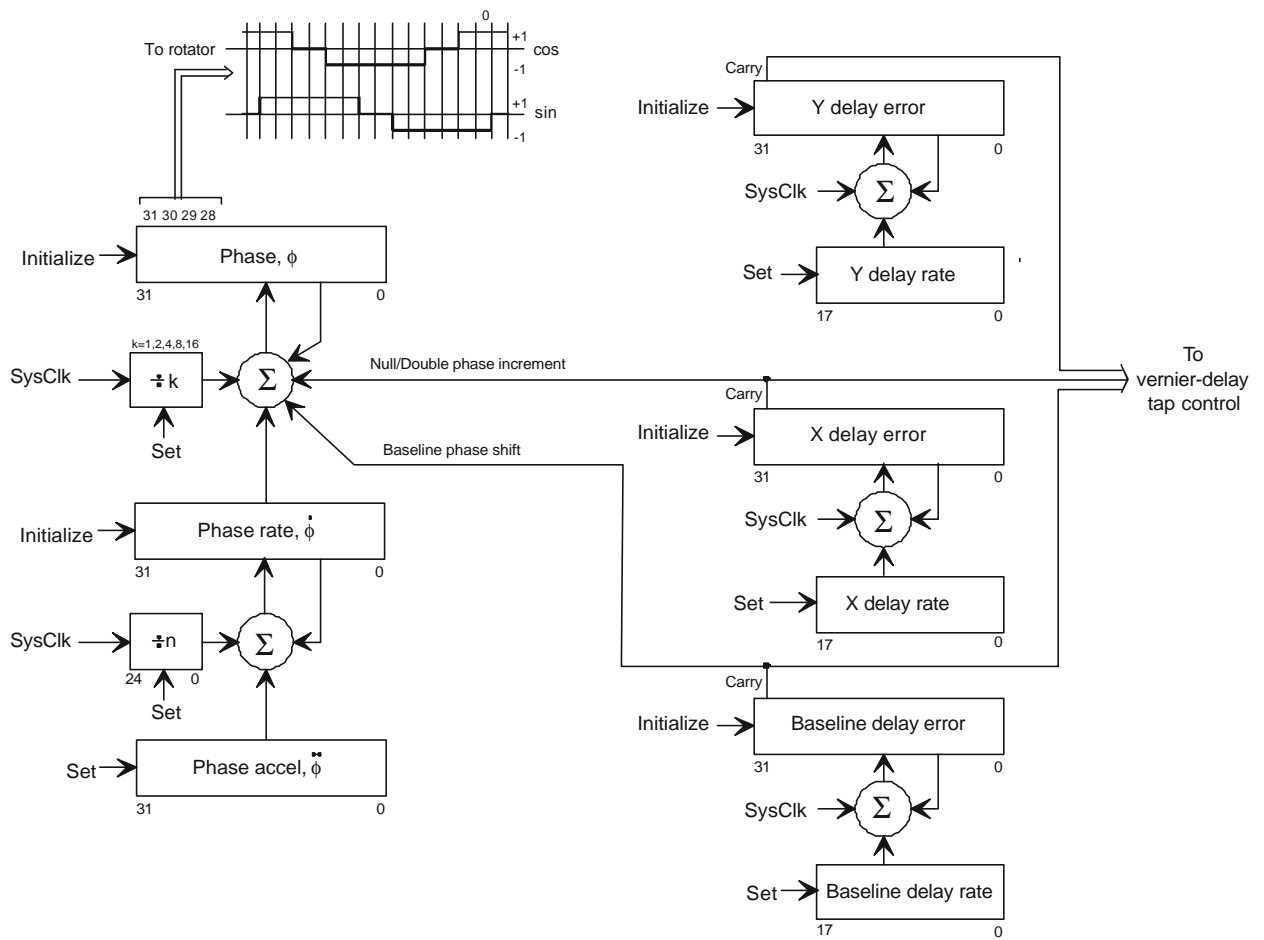 0
+1
To rotator
cos
-1
+1
sin
-1
31 30 29 28
Initialize
Phase, ϕ
31
0
k=1,2,4,8,16
SysClk
÷k
Σ
Set
Null/Double phase increment
Baseline phase shift
Initialize
Phase rate, ϕ̇
31
0
SysClk
÷n
Σ
24
0
Set
Set
Phase accel, ϕ̈
31
0
Carry
Initialize
Y delay error
31
0
SysClk
Σ
Set
Y delay rate
17
0
To
vernier-delay
tap control
Carry
Initialize
X delay error
31
0
SysClk
Σ
Set
X delay rate
17
0
Carry
Initialize
Baseline delay error
31
0
SysClk
Σ
Set
Baseline delay rate
17
0